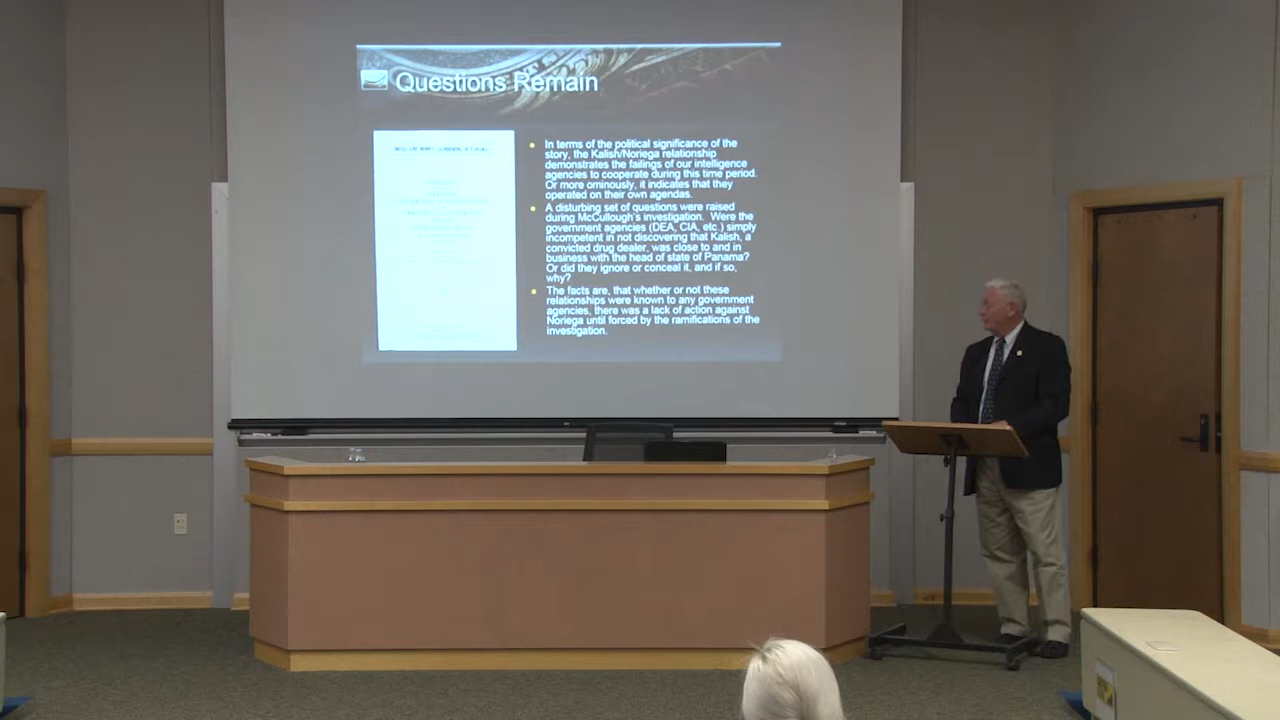 Questions Remain
In terms of the political significance of the
story, the Kalish/Noriega relationship
demonstrates the failings of our intelligence
agencies to cooperate during this time period.
Or more ominously, it indicates that they
operated on their own agendas.
A disturbing set of questions were raised
during McCullough's investigation. Were the
government agencies (DEA, CIA, etc.) simply
incompetent in not discovering that Kalish, a
convicted drug dealer, was close to and in
business with the head of state of Panama?
Or did they ignore or conceal it, and if so,
why?
The facts are, that whether or not these
relationships were known to any government
agencies, there was a lack of action against
Noriega until forced by the ramifications of the
investigation.